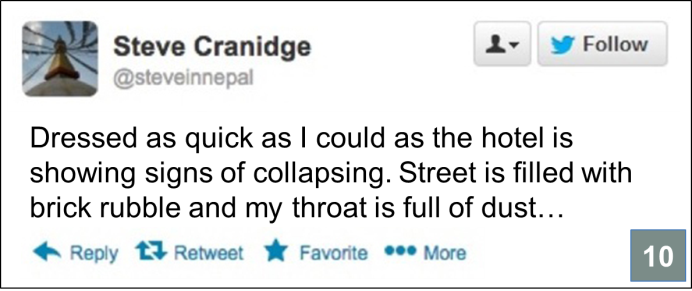 Steve Cranidge
Follow
@steveinnepal
Dressed as quick as I could as the hotel is
showing signs of collapsing. Street is filled with
brick rubble and my throat is full of dust…
Reply Retweet Favorite More
10